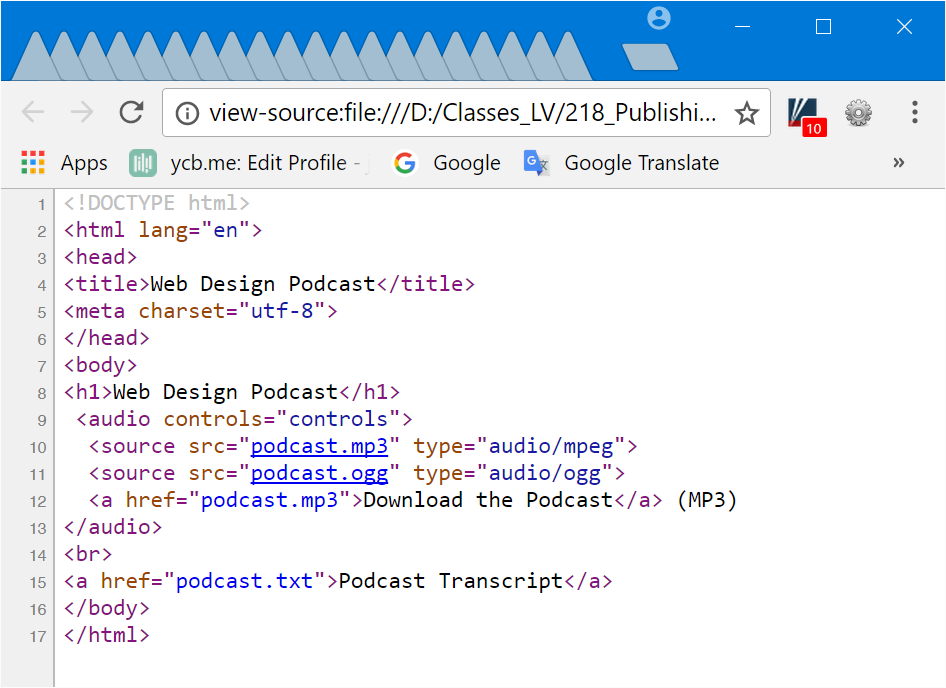 view-source:file:///D:/Classes_LV/218_Publishi...
10
Apps ycb.me: Edit Profile - Google Google Translate »
1 <!DOCTYPE html>
2 <html lang="en">
3 <head>
4 <title>Web Design Podcast</title>
5 <meta charset="utf-8">
6 </head>
7 <body>
8 <h1>Web Design Podcast</h1>
9  <audio controls="controls">
10   <source src="podcast.mp3" type="audio/mpeg">
11   <source src="podcast.ogg" type="audio/ogg">
12   <a href="podcast.mp3">Download the Podcast</a> (MP3)
13 </audio>
14 <br>
15 <a href="podcast.txt">Podcast Transcript</a>
16 </body>
17 </html>